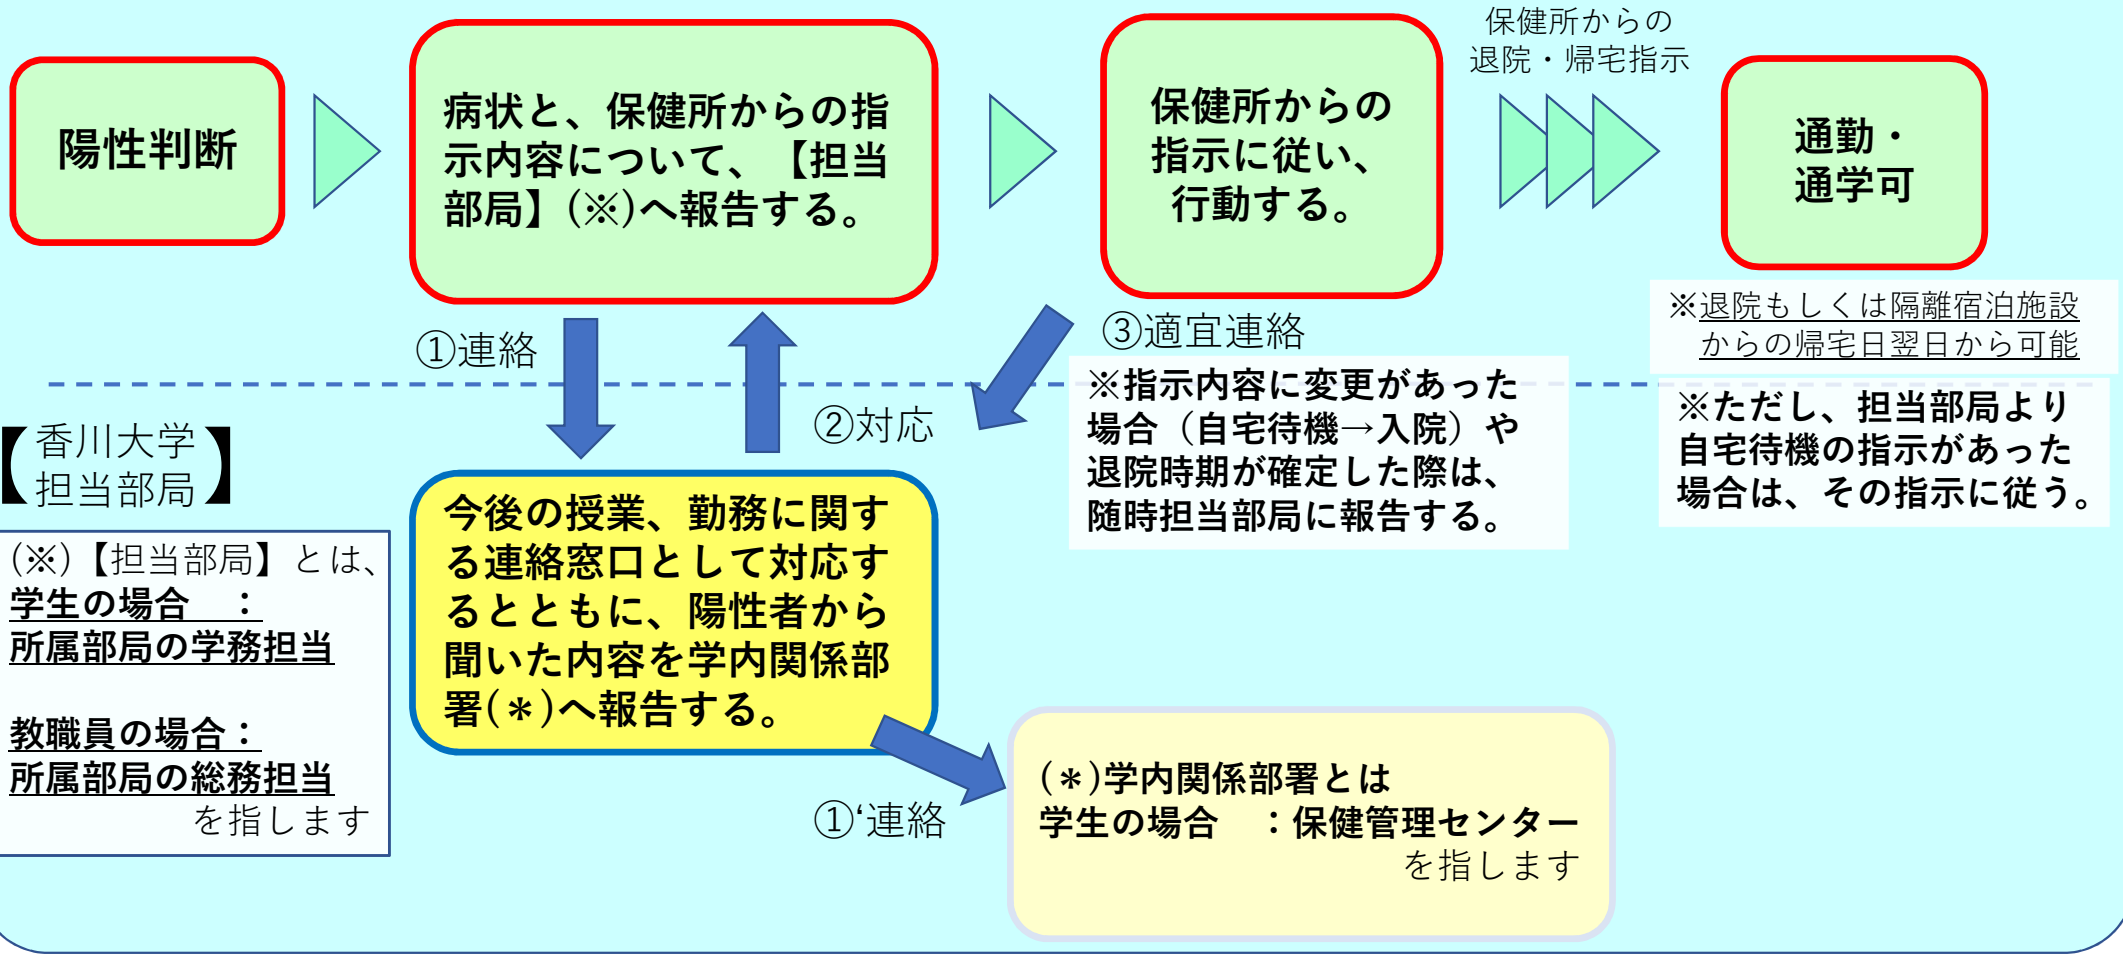 陽性判断
病状と、保健所からの指
示内容について、【担当
部局】(※)へ報告する。
保健所からの
指示に従い、
行動する。
保健所からの
退院・帰宅指示
通勤・
通学可
※退院もしくは隔離宿泊施設
からの帰宅日翌日から可能
※ただし、担当部局より
自宅待機の指示があった
場合は、その指示に従う。
①連絡
②対応
③適宜連絡
※指示内容に変更があった
場合（自宅待機→入院）や
退院時期が確定した際は、
随時担当部局に報告する。
【香川大学
担当部局】
(※)【担当部局】とは、
学生の場合　：
所属部局の学務担当
教職員の場合：
所属部局の総務担当
を指します
今後の授業、勤務に関す
る連絡窓口として対応す
るとともに、陽性者から
聞いた内容を学内関係部
署(＊)へ報告する。
①‘連絡
(＊)学内関係部署とは
学生の場合　：保健管理センター
を指します